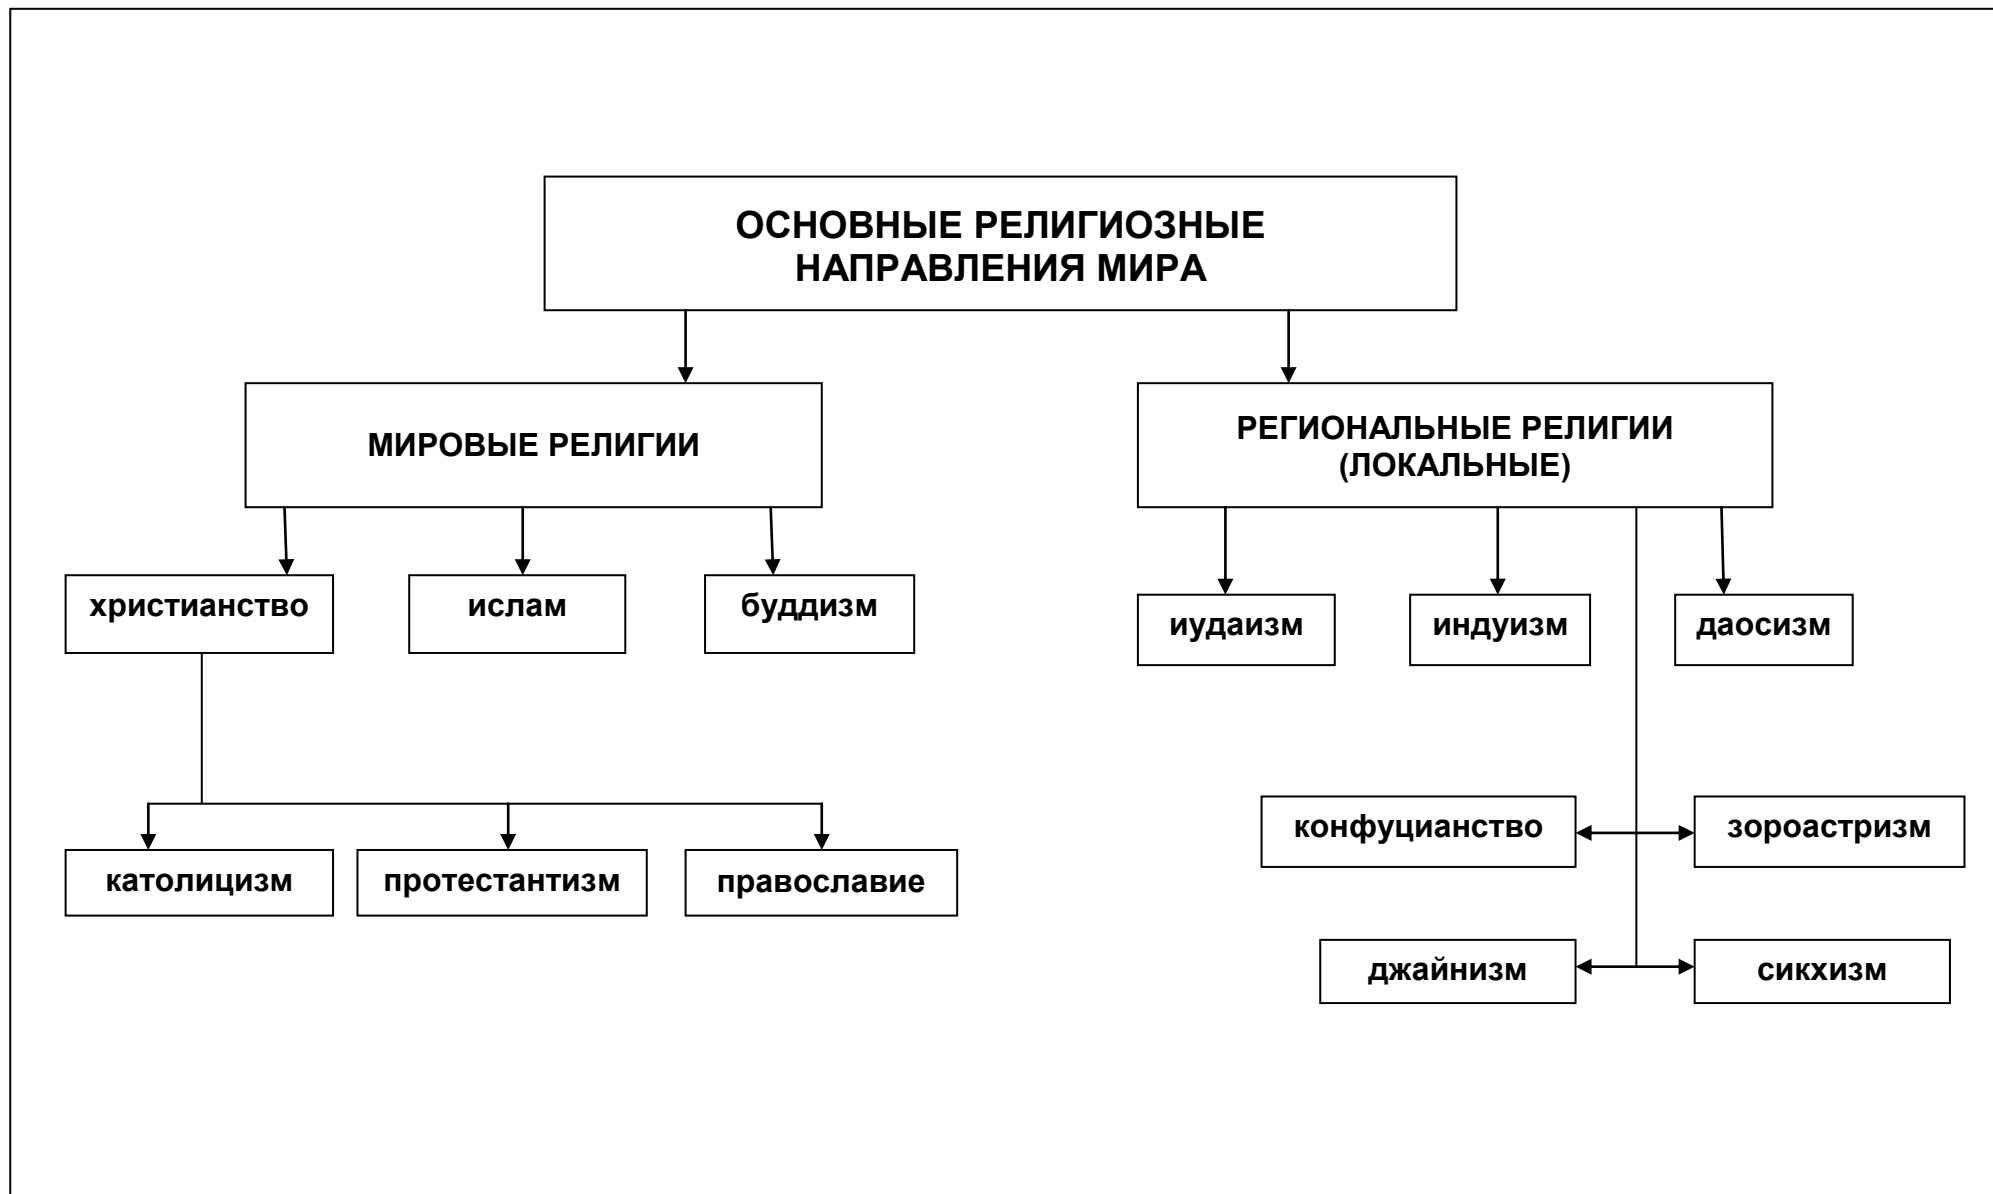 ОСНОВНЫЕ РЕЛИГИОЗНЫЕ
НАПРАВЛЕНИЯ МИРА
МИРОВЫЕ РЕЛИГИИ
РЕГИОНАЛЬНЫЕ РЕЛИГИИ
(ЛОКАЛЬНЫЕ)
христианство
ислам
буддизм
иудаизм
индуизм
даосизм
католицизм
протестантизм
православие
конфуцианство
зороастризм
джайнизм
сикхизм